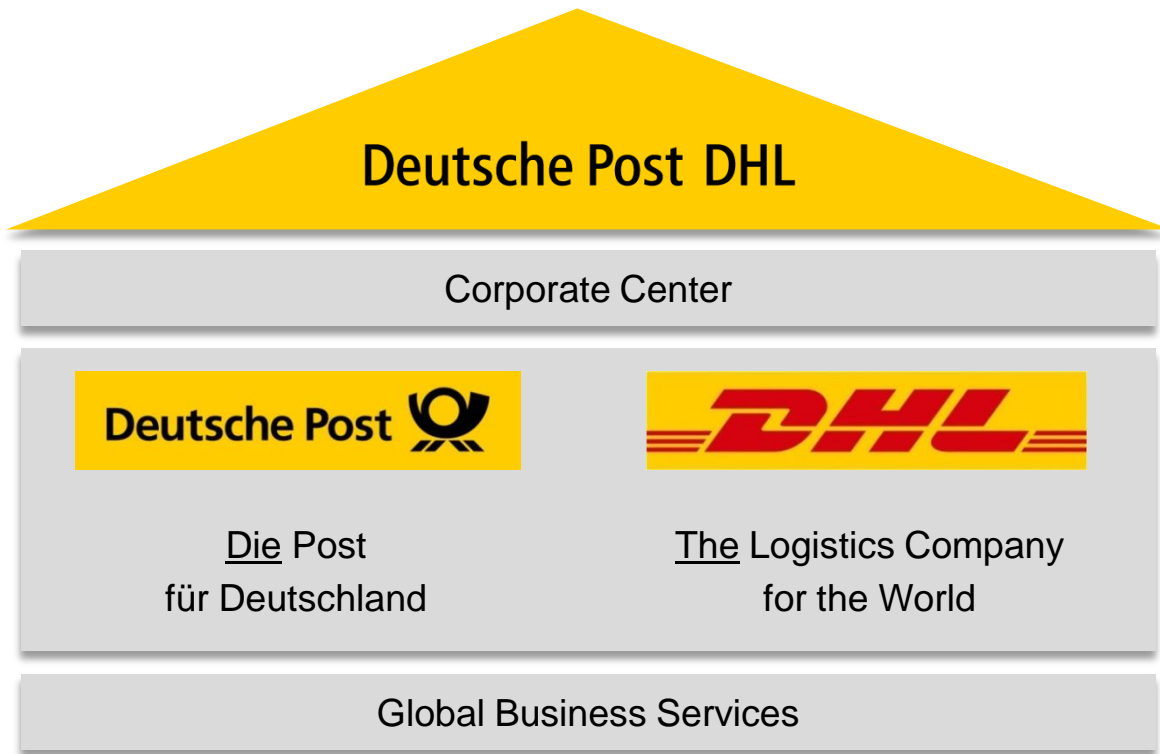 Deutsche Post DHL
Corporate Center
Deutsche Post
DHL
Die Post
für Deutschland
The Logistics Company
for the World
Global Business Services